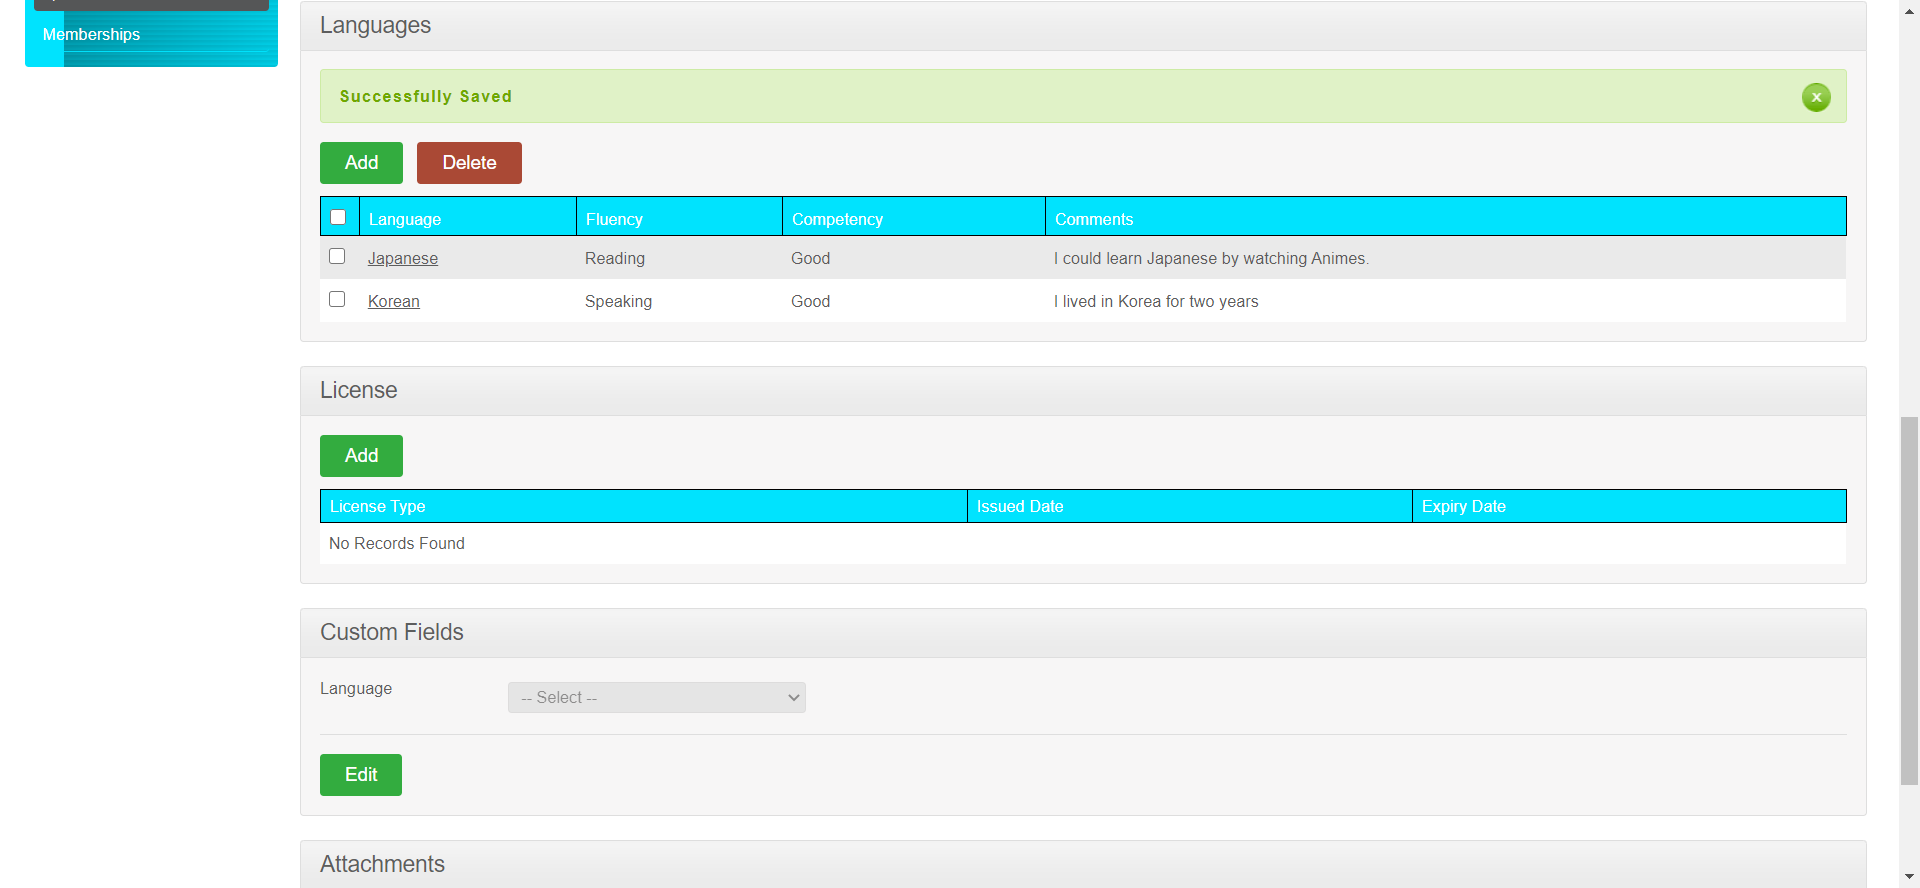 Memberships
Languages
Successfully Saved
x
Add Delete
Language Fluency Competency Comments
Japanese Reading Good I could learn Japanese by watching Animes.
Korean Speaking Good I lived in Korea for two years
License
Add
License Type Issued Date Expiry Date
No Records Found
Custom Fields
Language -- Select --
Edit
Attachments